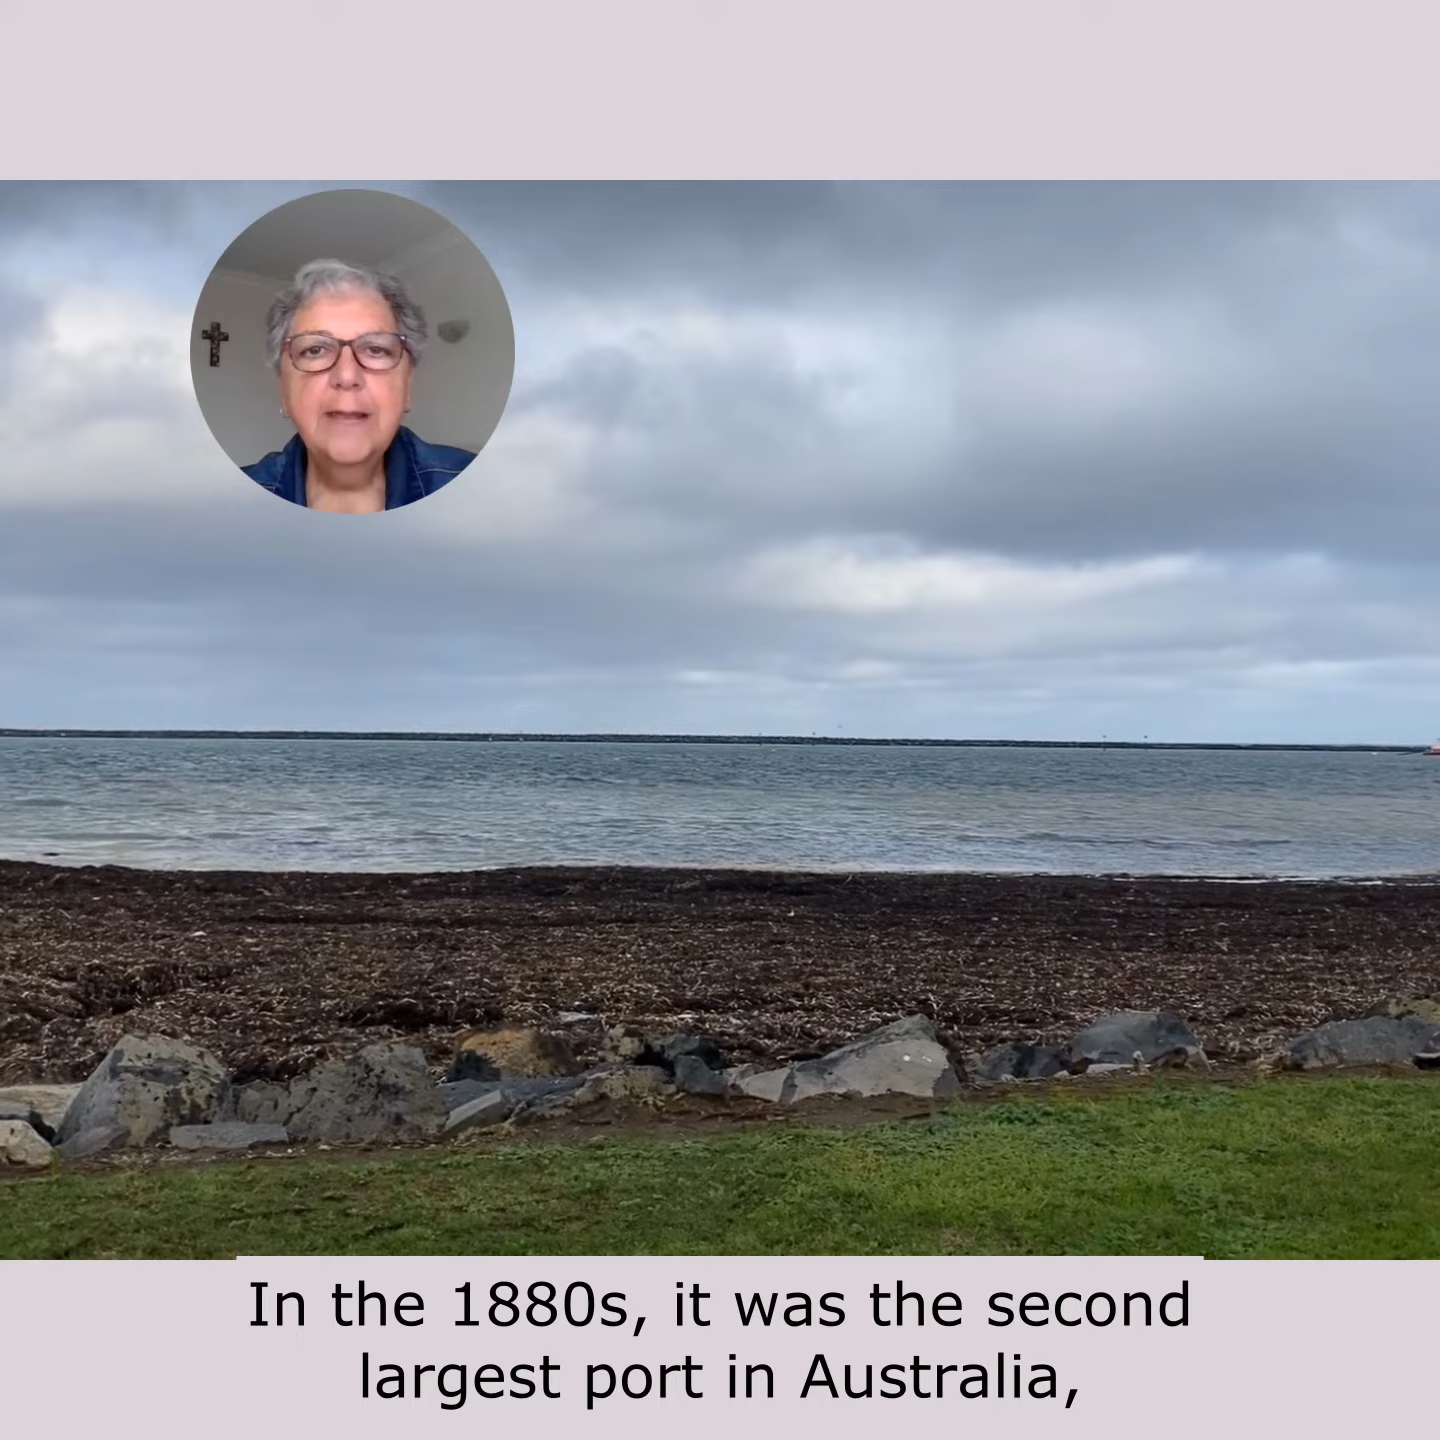 In the 1880s, it was the second
largest port in Australia,